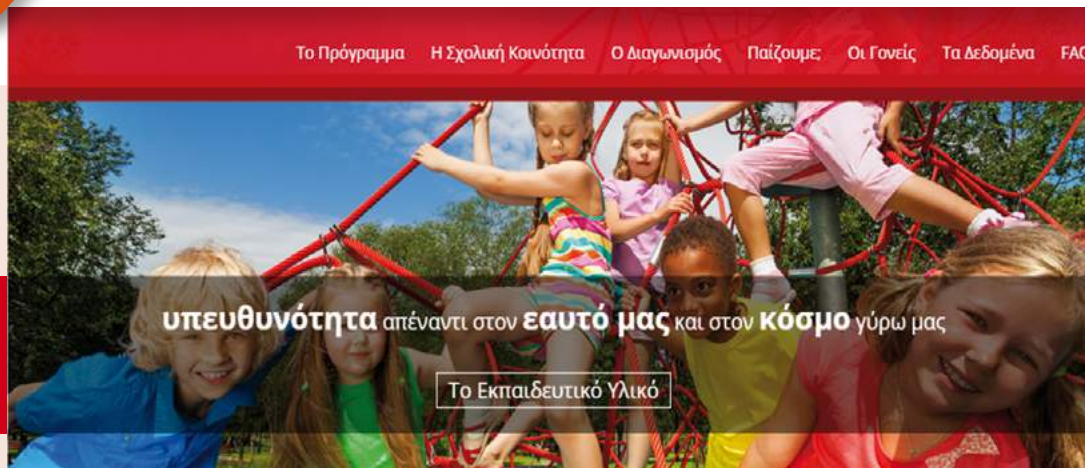 Το Πρόγραμμα Η Σχολική Κοινότητα Ο Διαγωνισμός Παίζουμε; Οι Γονείς Τα Δεδομένα FAQ
υπευθυνότητα απέναντι στον εαυτό μας και στον κόσμο γύρω μας
Το Εκπαιδευτικό Υλικό